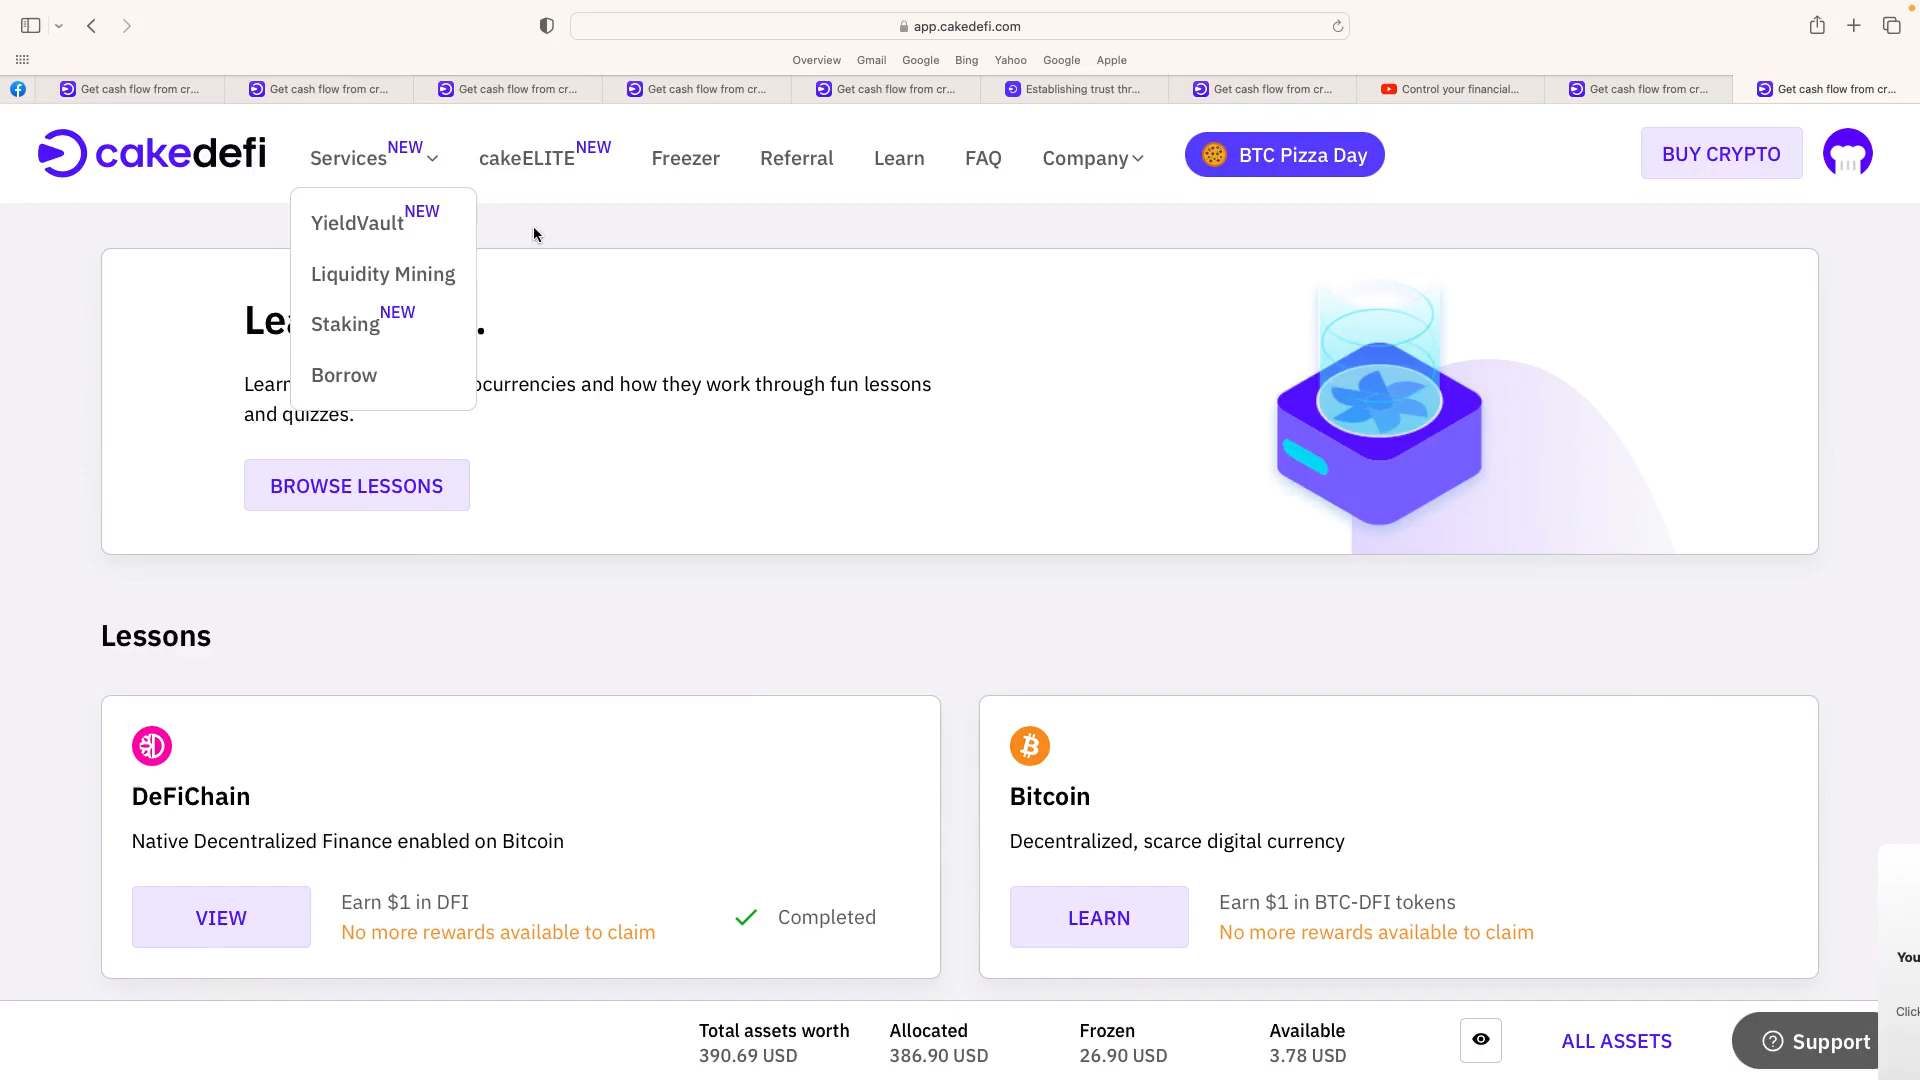 app.cakedefi.com
Overview Gmail Google Bing Yahoo Google Apple
Get cash flow from cr... Get cash flow from cr... Get cash flow from cr... Get cash flow from cr... Get cash flow from cr... Establishing trust thr... Get cash flow from cr... Control your financial... Get cash flow from cr... Get cash flow from cr...
cakedefi Services NEW cakeELITE NEW Freezer Referral Learn FAQ Company BTC Pizza Day BUY CRYPTO
YieldVault NEW
Liquidity Mining
Staking NEW
Borrow
Le .
Learn ocurrencies and how they work through fun lessons
and quizzes.
BROWSE LESSONS
Lessons
DeFiChain
Native Decentralized Finance enabled on Bitcoin
VIEW
Earn $1 in DFI
No more rewards available to claim
Completed
Bitcoin
Decentralized, scarce digital currency
LEARN
Earn $1 in BTC-DFI tokens
No more rewards available to claim
You
Click
Total assets worth Allocated Frozen Available
390.69 USD 386.90 USD 26.90 USD 3.78 USD
ALL ASSETS
Support